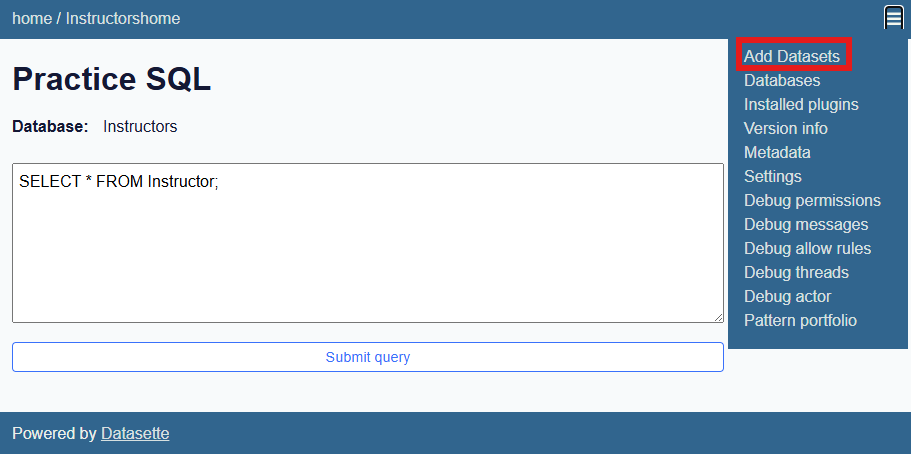 home / Instructorshome
Practice SQL
Database: Instructors
SELECT * FROM Instructor;
Submit query
Add Datasets
Databases
Installed plugins
Version info
Metadata
Settings
Debug permissions
Debug messages
Debug allow rules
Debug threads
Debug actor
Pattern portfolio
Powered by Datasette